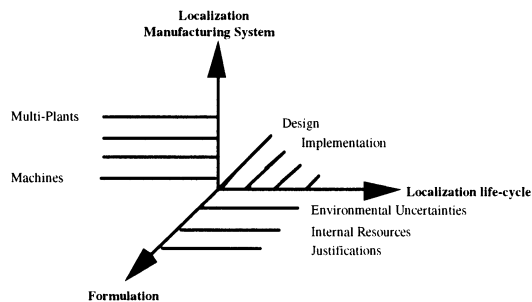 Localization
Manufacturing System
Multi-Plants
Design
Implementation
Machines
Localization life-cycle
Environmental Uncertainties
Internal Resources
Justifications
Formulation